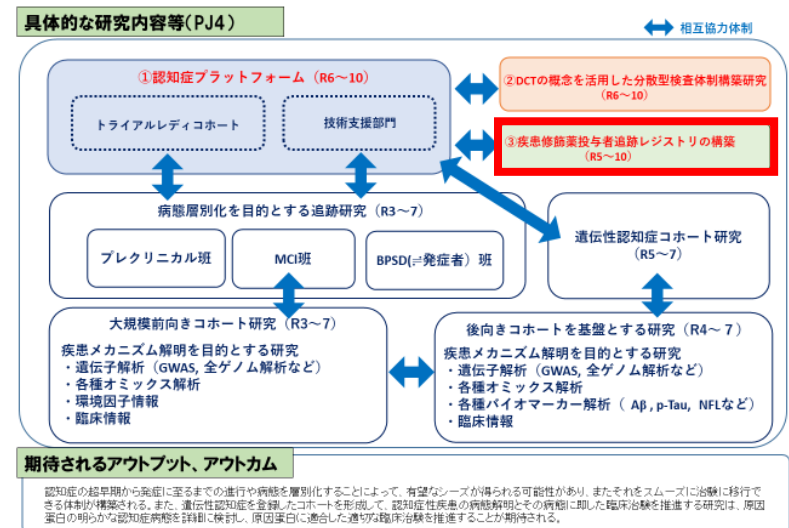 具体的な研究内容等(PJ4)
相互協力体制
①認知症プラットフォーム（R6～10）
トライアルレディコホート
技術支援部門
②DCTの概念を活用した分散型検査体制構築研究
（R6～10）
③疾患修飾薬投与者追跡レジストリの構築
（R5～10）
病態層別化を目的とする追跡研究（R3～7）
プレクリニカル班
MCI班
BPSD(≓発症者）班
遺伝性認知症コホート研究
（R5～7）
大規模前向きコホート研究（R3～7）
疾患メカニズム解明を目的とする研究
・遺伝子解析（GWAS, 全ゲノム解析など）
・各種オミックス解析
・環境因子情報
・臨床情報
後向きコホートを基盤とする研究（R4～７）
疾患メカニズム解明を目的とする研究
・遺伝子解析（GWAS, 全ゲノム解析など）
・各種オミックス解析
・各種バイオマーカー解析（ Aβ , p-Tau, NFLなど）
・臨床情報
期待されるアウトプット、アウトカム
認知症の超早期から発症に至るまでの進行や病態を層別化することによって、有望なシーズが得られる可能性があり、またそれをスムーズに治験に移行で
きる体制が構築される。また、遺伝性認知症を登録したコホートを形成して、認知症性疾患の病態解明とその病態に即した臨床治験を推進する研究は、原因
蛋白の明らかな認知症病態を詳細に検討し、原因蛋白に適合した適切な臨床治験を推進することが期待される。